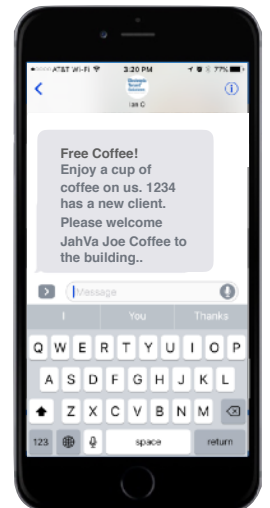 AT&T Wi-Fi 3:20 PM 77%
Ian C
Free Coffee!
Enjoy a cup of
coffee on us. 1234
has a new client.
Please welcome
JahVa Joe Coffee to
the building..
Message
I You Thanks
Q W E R T Y U I O P
A S D F G H J K L
Z X C V B N M
123 space return